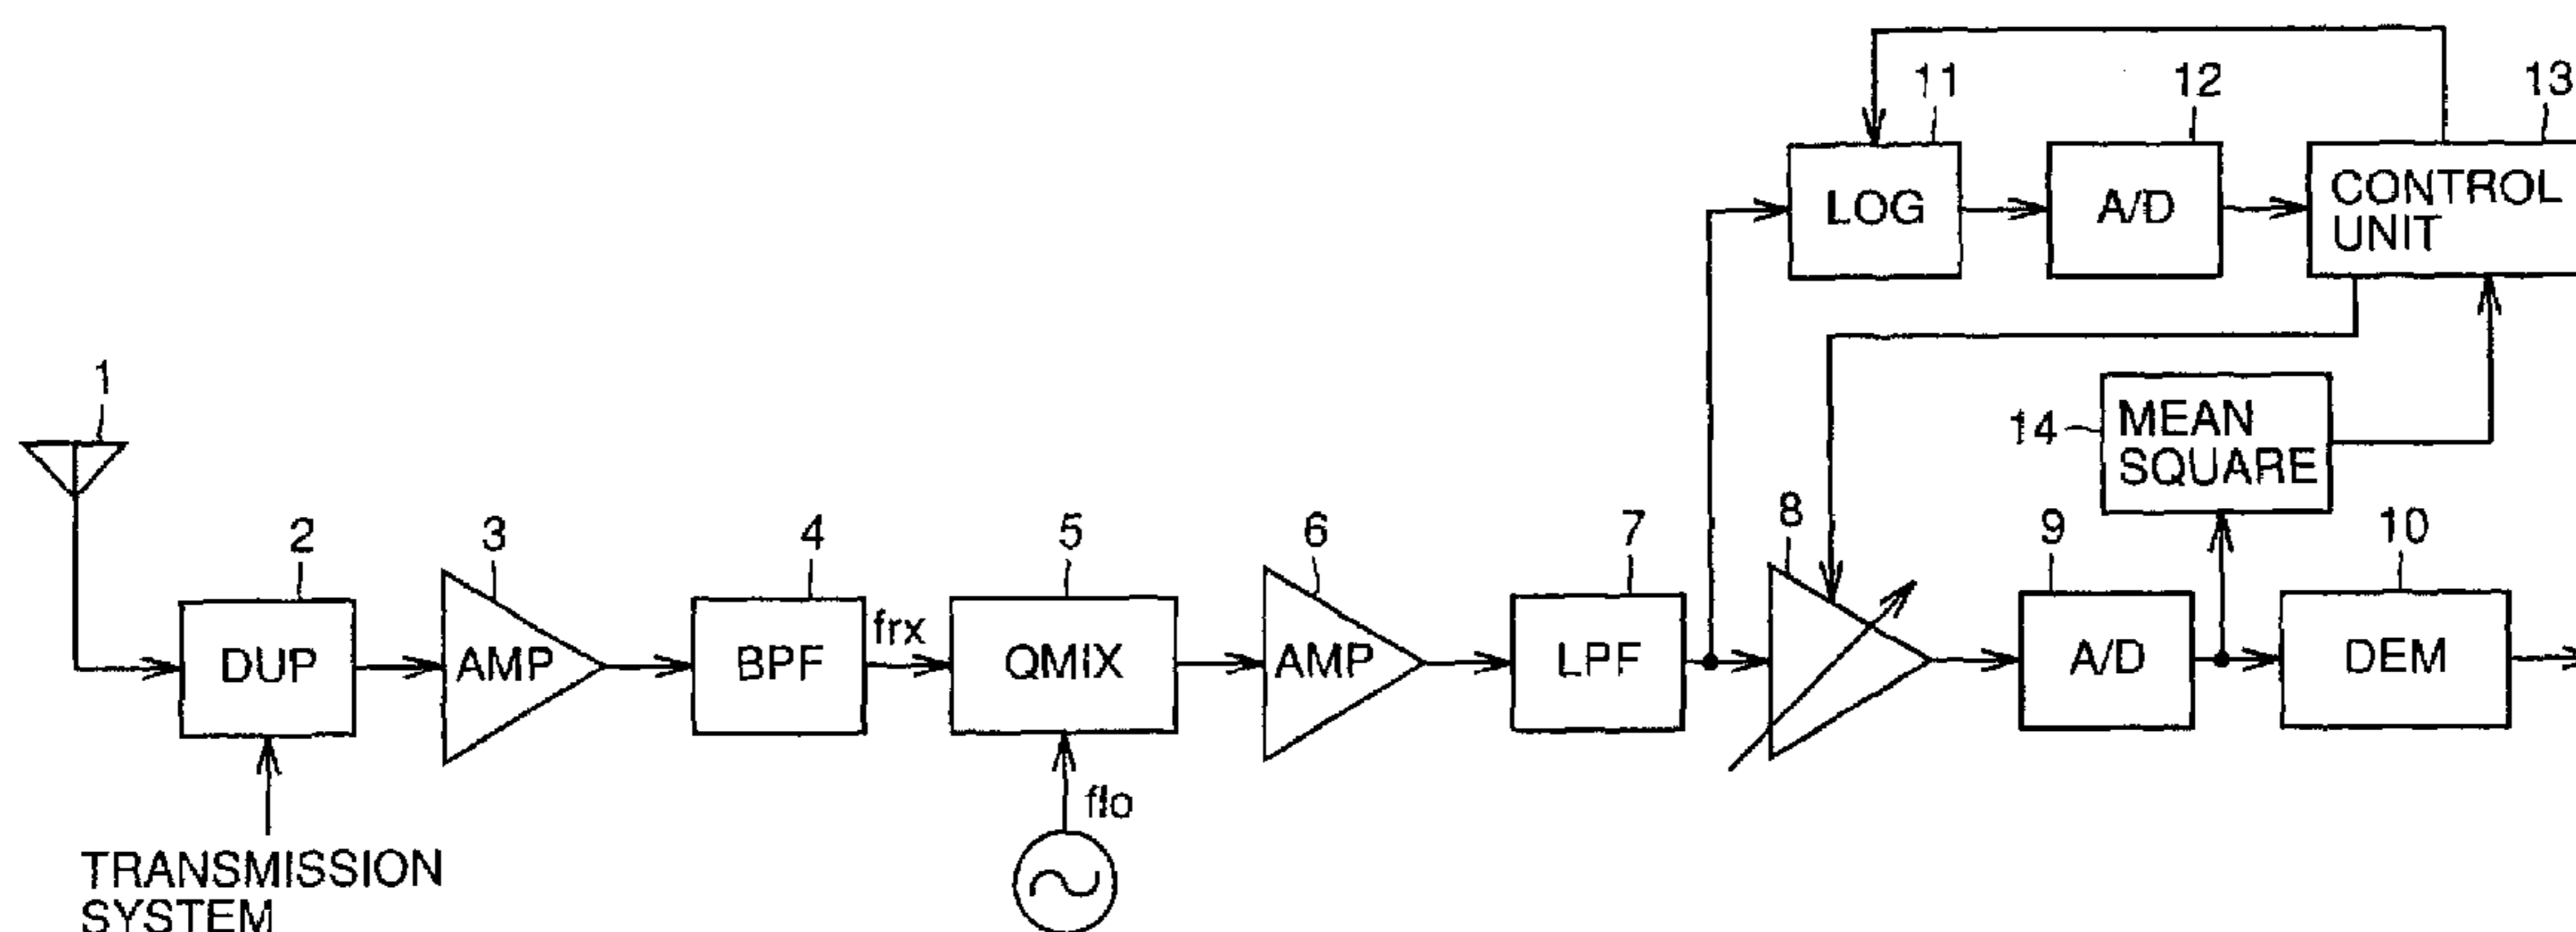 11
12
13
LOG
A/D
CONTROL
UNIT
1
14
MEAN
SQUARE
2
3
4
5
6
7
8
9
10
DUP
AMP
BPF
frx
QMIX
AMP
LPF
A/D
DEM
flo
TRANSMISSION
SYSTEM